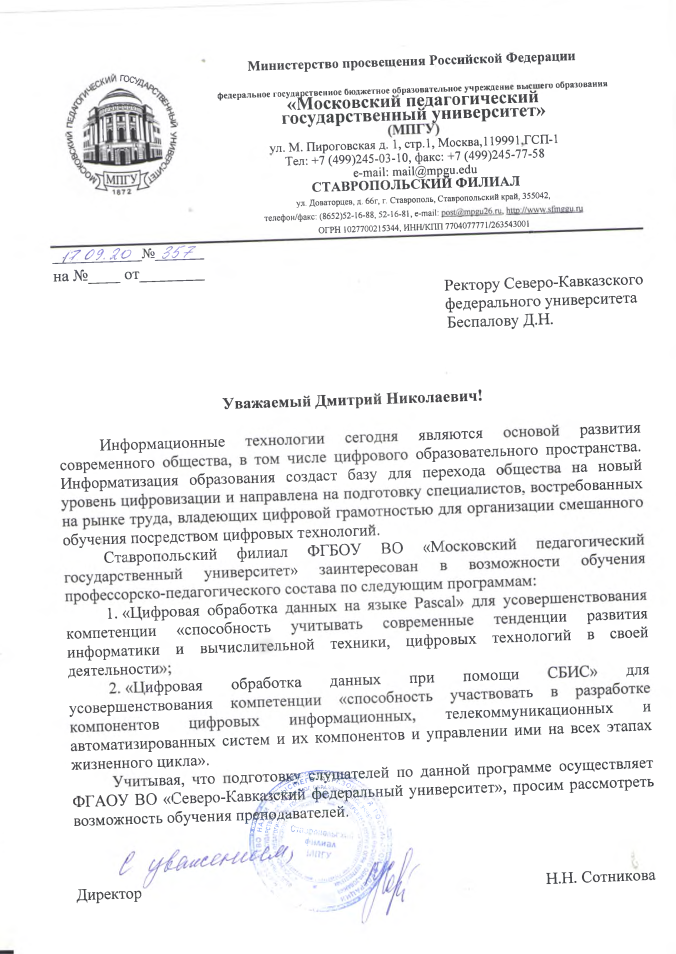 Министерство просвещения Российской Федерации
федеральное государственное бюджетное образовательное учреждение высшего образования
«Московский педагогический
государственный университет»
(МПГУ)
ул. М. Пироговская д. 1, стр.1, Москва,119991,ГСП-1
Тел: +7 (499)245-03-10, факс: +7 (499)245-77-58
e-mail: mail@mpgu.edu
СТАВРОПОЛЬСКИЙ ФИЛИАЛ
ул. Доваторцев, д. 66г, г. Ставрополь, Ставропольский край, 355042,
телефон/факс: (8652)52-16-88, 52-16-81, e-mail: post@mpgu26.ru, http://www.sfmggu.ru
ОГРН 1027700215344, ИНН/КПП 7704077771/263543001
МОСКОВСКИЙ ПЕДАГОГИЧЕСКИЙ ГОСУДАРСТВЕННЫЙ УНИВЕРСИТЕТ
МПГУ
1872
17.09.20 № 357
на №____ от________
Ректору Северо-Кавказского
федерального университета
Беспалову Д.Н.
Уважаемый Дмитрий Николаевич!
Информационные технологии сегодня являются основой развития
современного общества, в том числе цифрового образовательного пространства.
Информатизация образования создаст базу для перехода общества на новый
уровень цифровизации и направлена на подготовку специалистов, востребованных
на рынке труда, владеющих цифровой грамотностью для организации смешанного
обучения посредством цифровых технологий.
Ставропольский филиал ФГБОУ ВО «Московский педагогический
государственный университет» заинтересован в возможности обучения
профессорско-педагогического состава по следующим программам:
1. «Цифровая обработка данных на языке Pascal» для усовершенствования
компетенции «способность учитывать современные тенденции развития
информатики и вычислительной техники, цифровых технологий в своей
деятельности»;
2. «Цифровая обработка данных при помощи СБИС» для
усовершенствования компетенции «способность участвовать в разработке
компонентов цифровых информационных, телекоммуникационных и
автоматизированных систем и их компонентов и управлении ими на всех этапах
жизненного цикла».
Учитывая, что подготовку слушателей по данной программе осуществляет
ФГАОУ ВО «Северо-Кавказский федеральный университет», просим рассмотреть
возможность обучения преподавателей.
Ставропольский
филиал
МПГУ
С уважением,
Директор
Н.Н. Сотникова